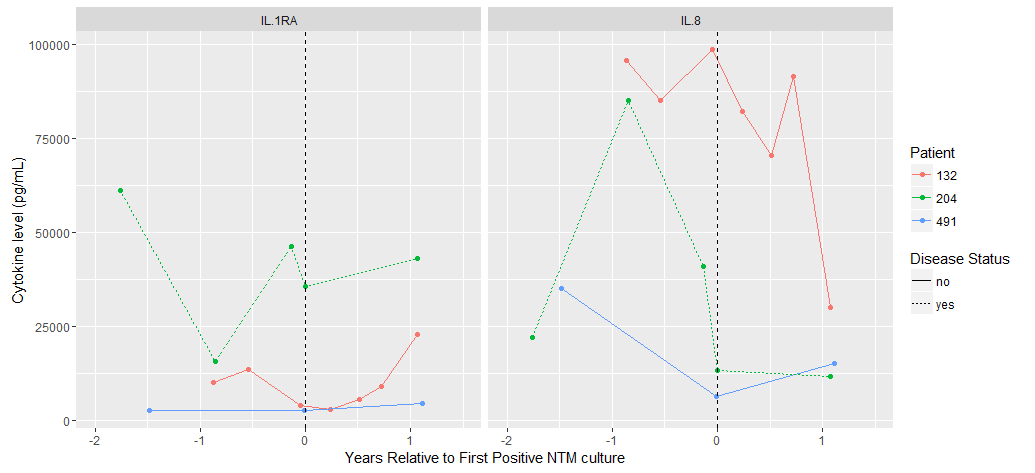 IL.1RA
IL.8
Cytokine level (pg/mL)
100000
75000
50000
25000
0
-2
-1
0
1
-2
-1
0
1
Years Relative to First Positive NTM culture
Patient
132
204
491
Disease Status
no
yes